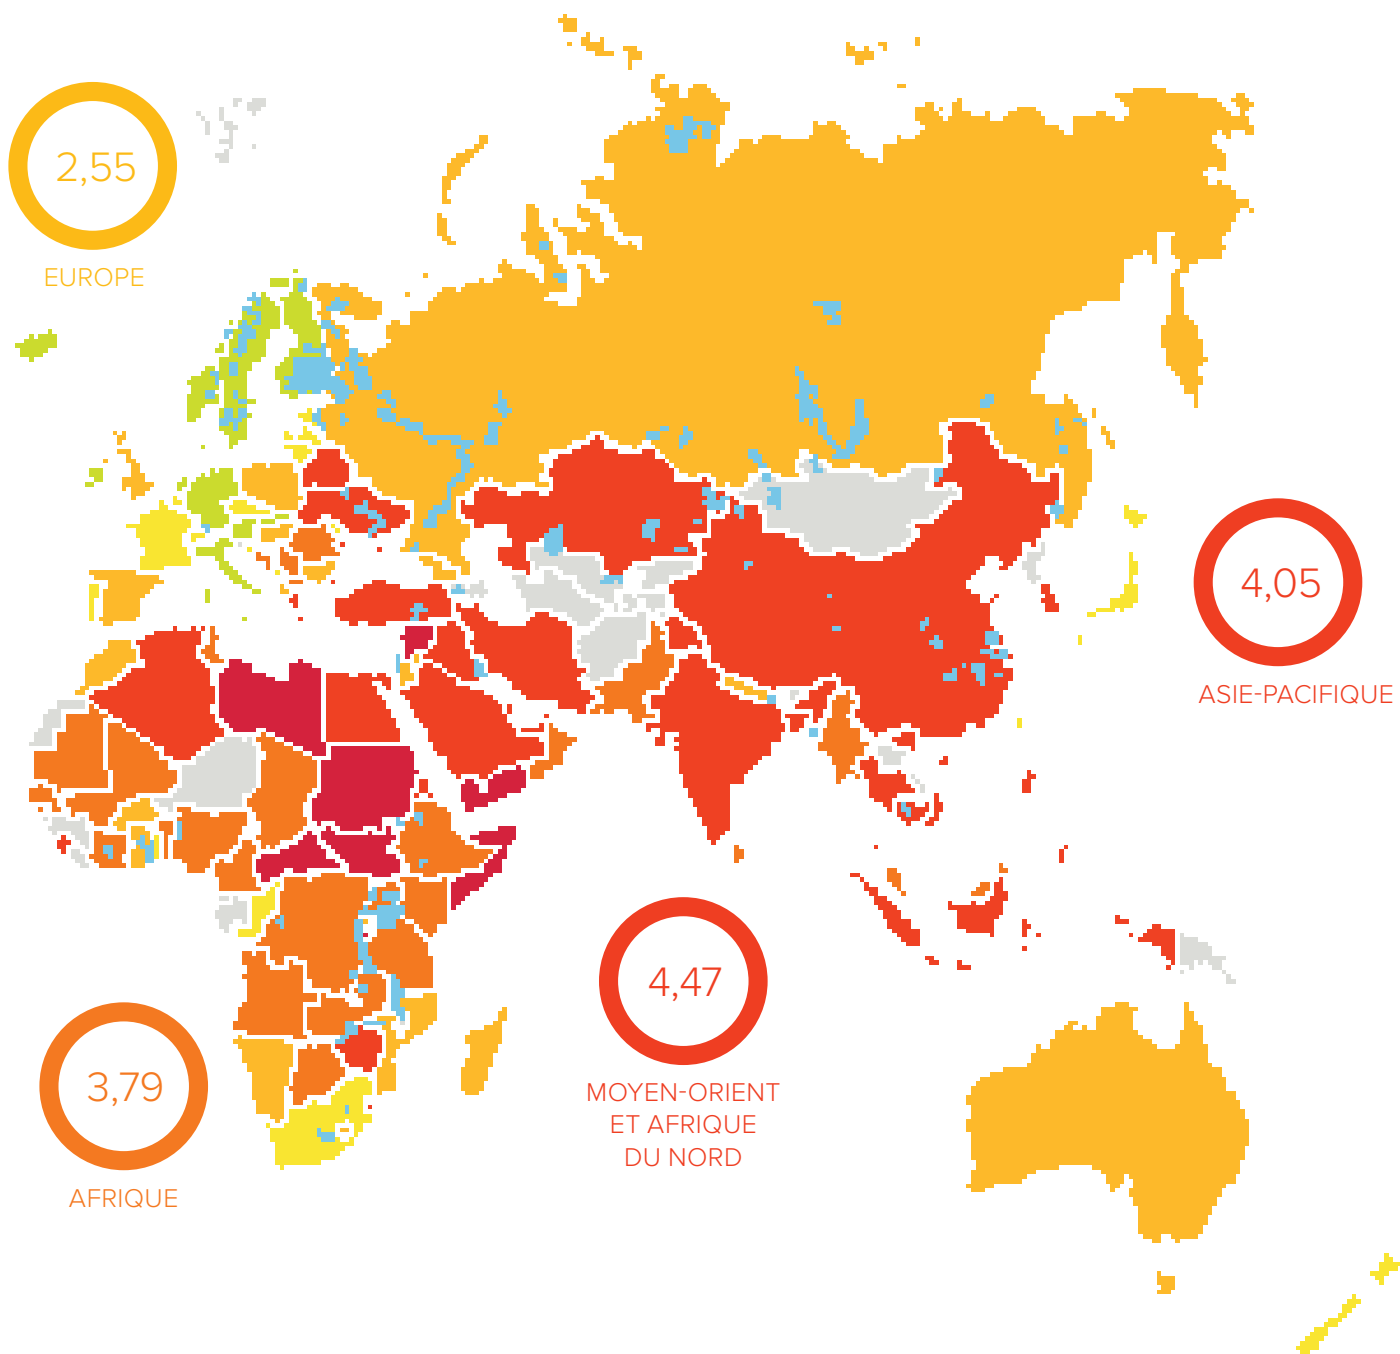 2,55
EUROPE
4,05
ASIE-PACIFIQUE
4,47
MOYEN-ORIENT
ET AFRIQUE
DU NORD
3,79
AFRIQUE